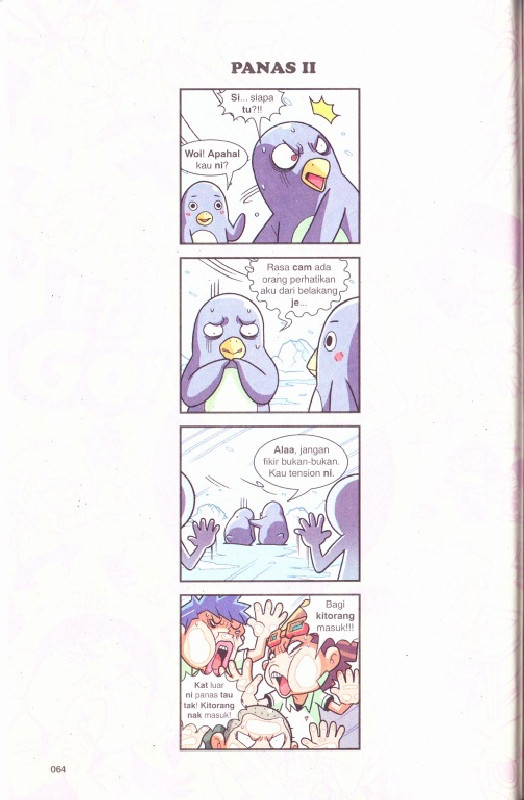 PANAS II
Si... siapa
tu?!!
Woi! Apahal
kau ni?
Rasa cam ada
orang perhatikan
aku dari belakang
je...
Alaa, jangan
fikir bukan-bukan.
Kau tension ni.
Bagi
kitorang
masuk!!!
Kat luar
ni panas tau
tak! Kitorang
nak masuk!
064